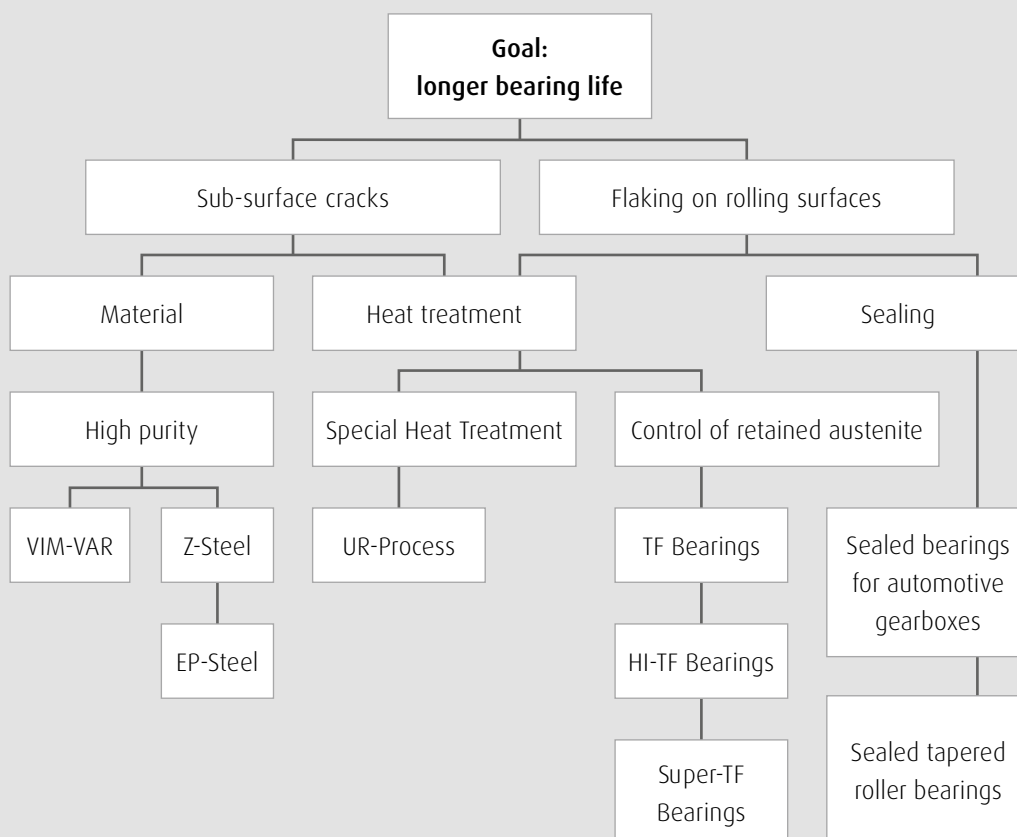 Goal:
longer bearing life
Sub-surface cracks
Flaking on rolling surfaces
Material
Heat treatment
Sealing
High purity
Special Heat Treatment
Control of retained austenite
VIM-VAR
Z-Steel
UR-Process
TF Bearings
Sealed bearings
for automotive
gearboxes
EP-Steel
HI-TF Bearings
Super-TF
Bearings
Sealed tapered
roller bearings